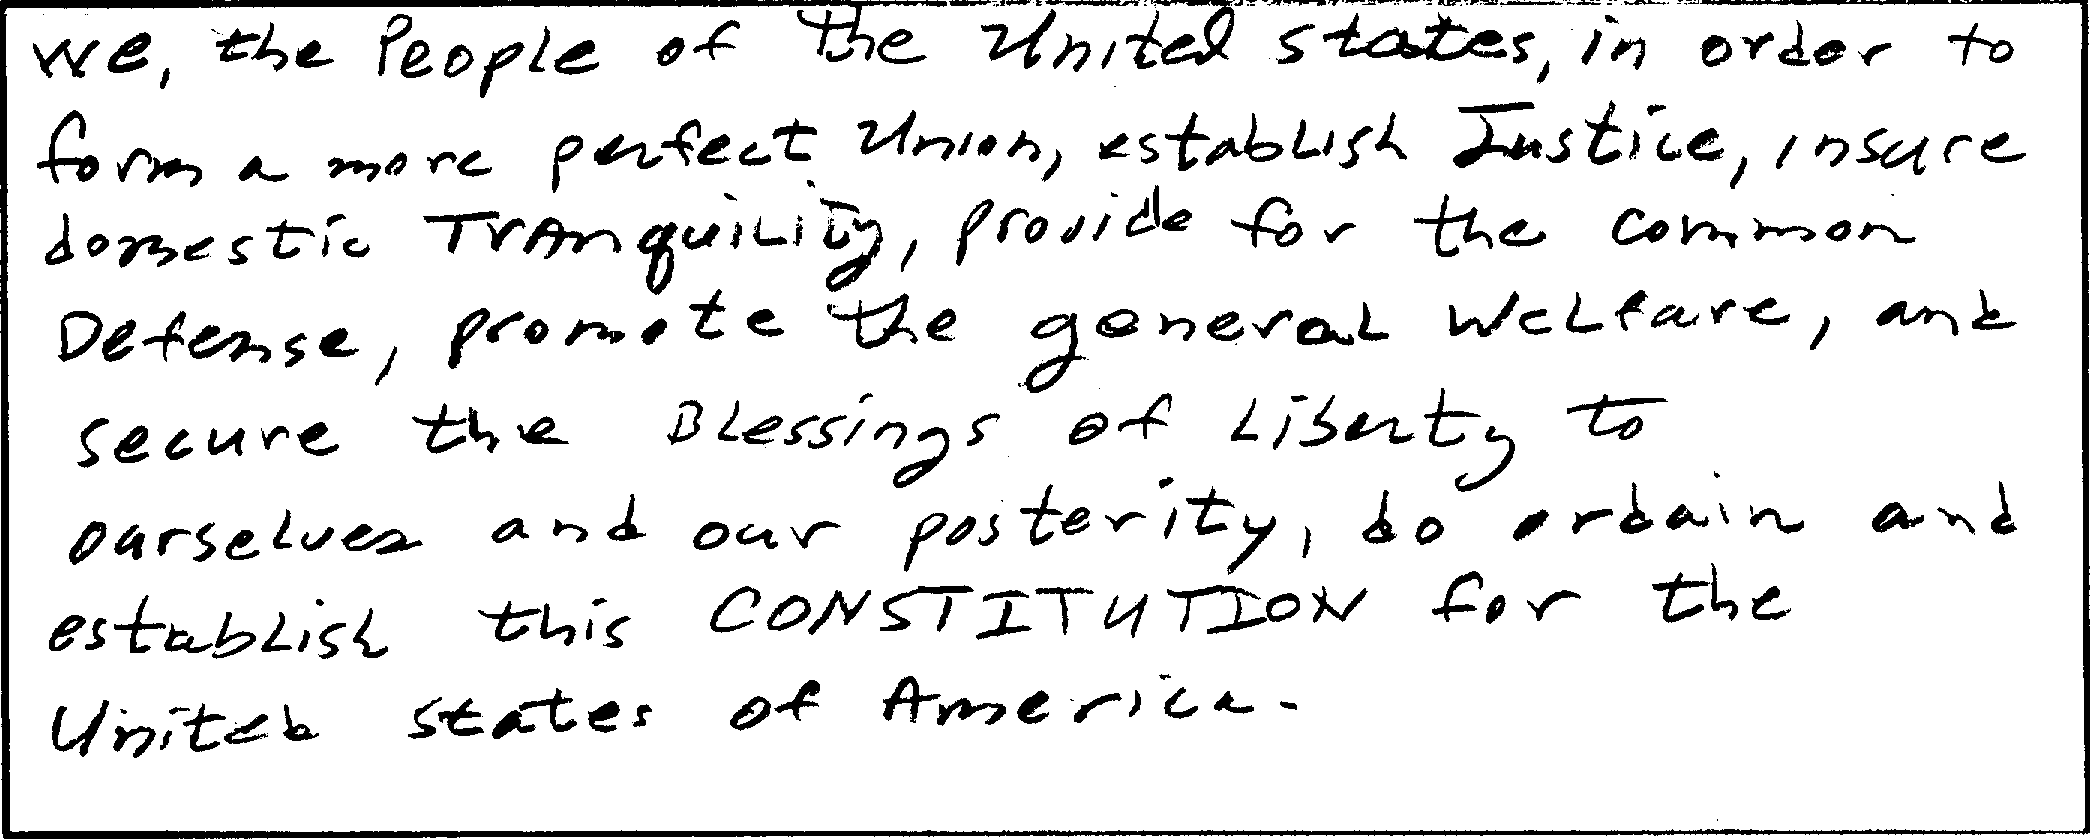 We, the People of the United States, in order to
form a more perfect Union, establish Justice, insure
domestic Tranquility, provide for the common
Defense, promote the general Welfare, and
secure the Blessings of Liberty to
ourselves and our posterity, do ordain and
establish this CONSTITUTION for the
United States of America.